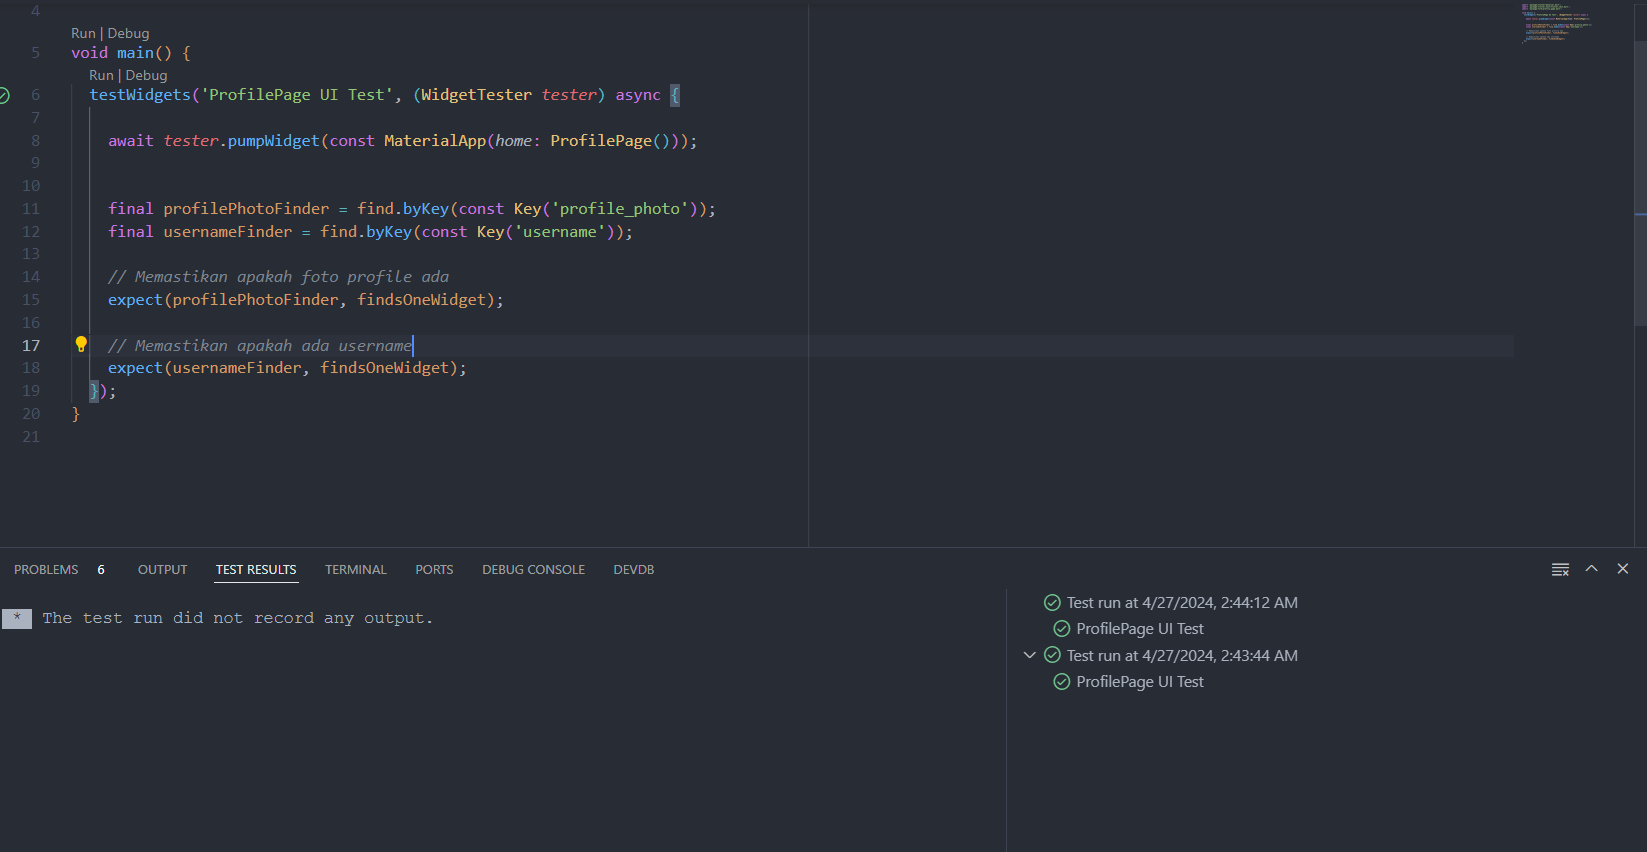 4
Run | Debug
5 void main() {
Run | Debug
6 testWidgets('ProfilePage UI Test', (WidgetTester tester) async {
7
8 await tester.pumpWidget(const MaterialApp(home: ProfilePage()));
9
10
11 final profilePhotoFinder = find.byKey(const Key('profile_photo'));
12 final usernameFinder = find.byKey(const Key('username'));
13
14 // Memastikan apakah foto profile ada
15 expect(profilePhotoFinder, findsOneWidget);
16
17 // Memastikan apakah ada username
18 expect(usernameFinder, findsOneWidget);
19 });
20 }
21
PROBLEMS 6 OUTPUT TEST RESULTS TERMINAL PORTS DEBUG CONSOLE DEVDB
* The test run did not record any output.
Test run at 4/27/2024, 2:44:12 AM
ProfilePage UI Test
Test run at 4/27/2024, 2:43:44 AM
ProfilePage UI Test